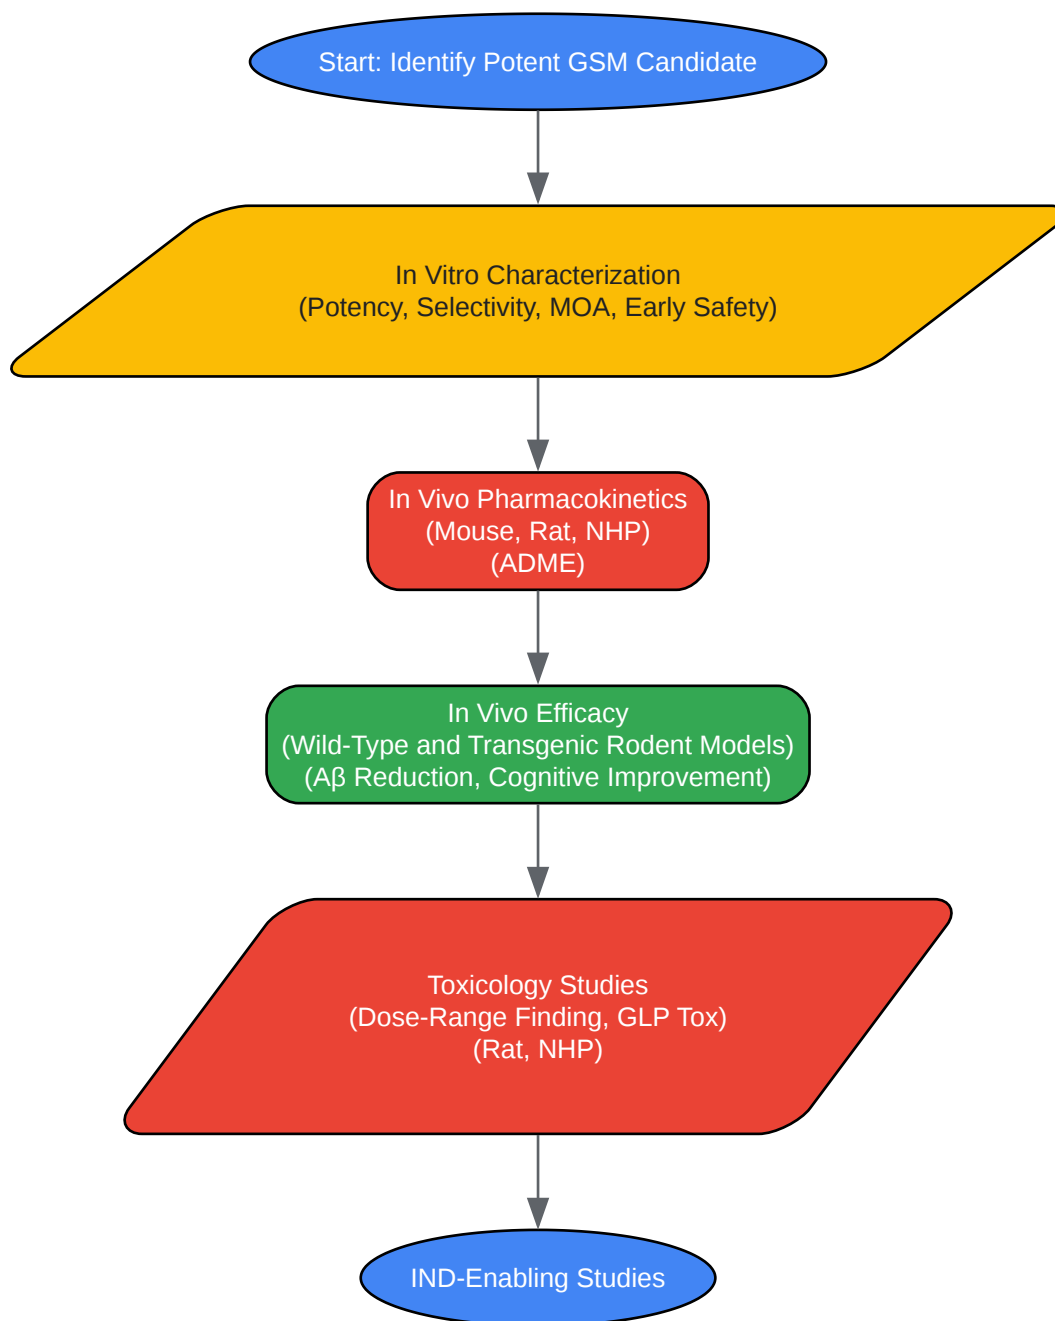 Start: Identify Potent GSM Candidate
In Vitro Characterization
(Potency, Selectivity, MOA, Early Safety)
In Vivo Pharmacokinetics
(Mouse, Rat, NHP)
(ADME)
In Vivo Efficacy
(Wild-Type and Transgenic Rodent Models)
(Aβ Reduction, Cognitive Improvement)
Toxicology Studies
(Dose-Range Finding, GLP Tox)
(Rat, NHP)
IND-Enabling Studies